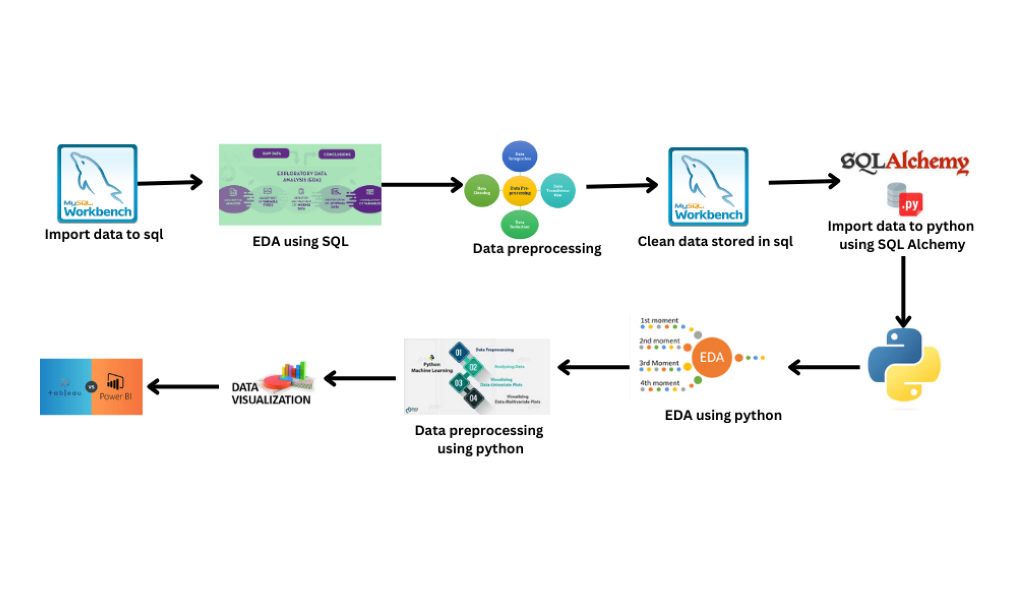 MySQL
Workbench
Import data to sql
RAW DATA
CONCLUSIONS
EXPLORATORY DATA
ANALYSIS (EDA)
EDA using SQL
Data
Integration
Data
Cleaning
Data Pre-
processing
Data
Data
Data preprocessing
MySQL
Workbench
Clean data stored in sql
SQLAlchemy
.py
Import data to python
using SQL Alchemy
1st moment
2nd moment
3rd Moment
4th moment
EDA
EDA using python
Python:
Machine Learning
01
Data Preprocessing
02
Analyzing Data
03
Visualizing
Data-Univariate Plots
04
Visualizing
Data-Multivariate Plots
Data preprocessing
using python
DATA
VISUALIZATION
+ a b l e a u
VS
Power BI